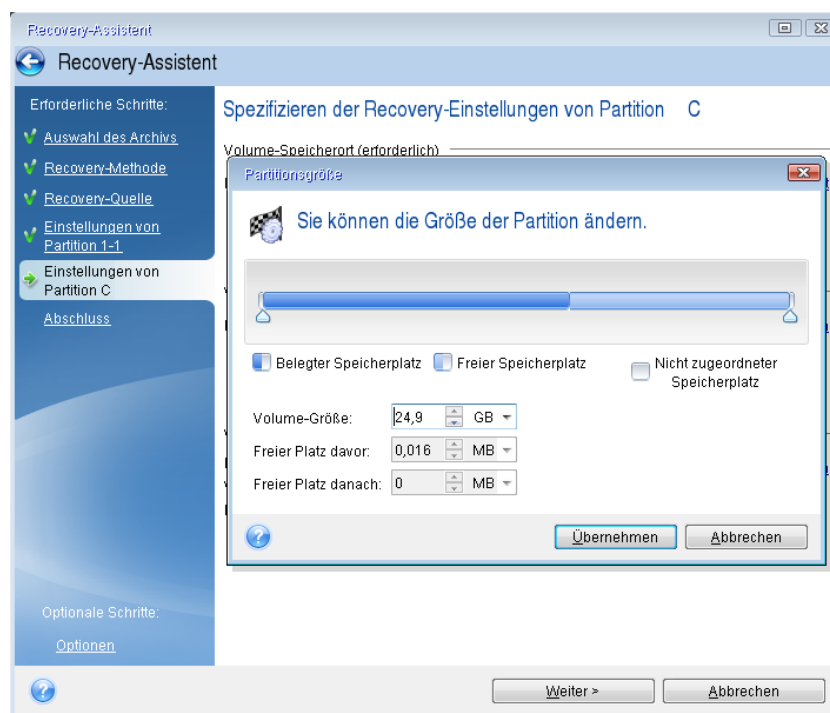 Recovery-Assistent
Recovery-Assistent
Erforderliche Schritte:
Auswahl des Archivs
Recovery-Methode
Recovery-Quelle
Einstellungen von
Partition 1-1
Einstellungen von
Partition C
Abschluss
Optionale Schritte:
Optionen
Spezifizieren der Recovery-Einstellungen von Partition C
Volume-Speicherort (erforderlich)
Partitionsgröße
Sie können die Größe der Partition ändern.
Belegter Speicherplatz Freier Speicherplatz Nicht zugeordneter
Speicherplatz
Volume-Größe: 24,9 GB
Freier Platz davor: 0,016 MB
Freier Platz danach: 0 MB
Übernehmen Abbrechen
Weiter > Abbrechen